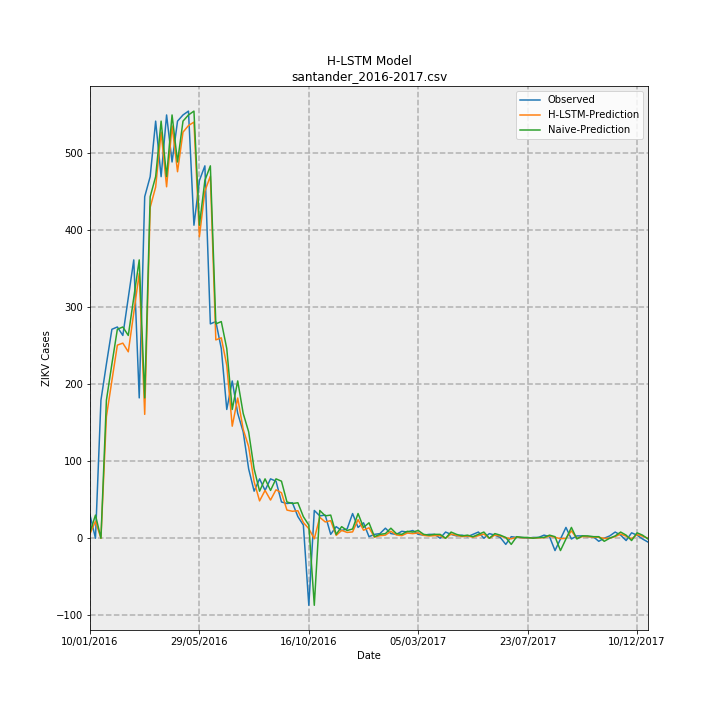 H-LSTM Model
santander_2016-2017.csv
Observed
H-LSTM-Prediction
Naive-Prediction
500
400
300
200
100
0
−100
ZIKV Cases
10/01/2016 29/05/2016 16/10/2016 05/03/2017 23/07/2017 10/12/2017
Date